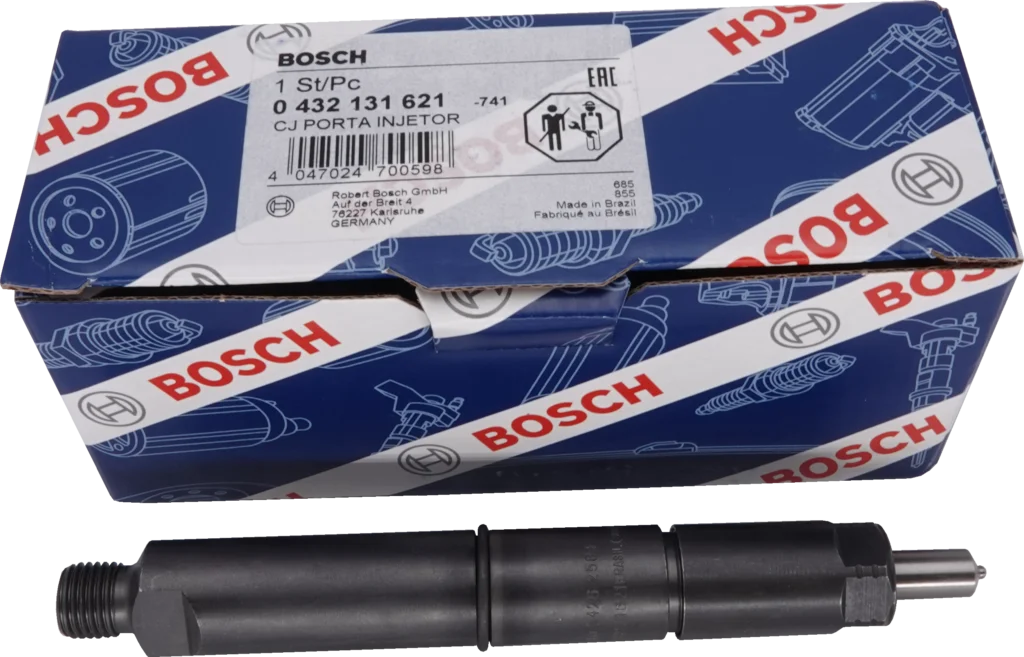 BOSCH
BOSCH
BOSCH
1 St/Pc
0 432 131 621 -741
CJ PORTA INJETOR
EAC
4 047024 700598
Robert Bosch GmbH
Auf der Breit 4
76227 Karlsruhe
GERMANY
685
855
Made in Brazil
Fabriqué au Brésil
BOSCH
BOSCH
BOSCH
BOSCH
BOSCH